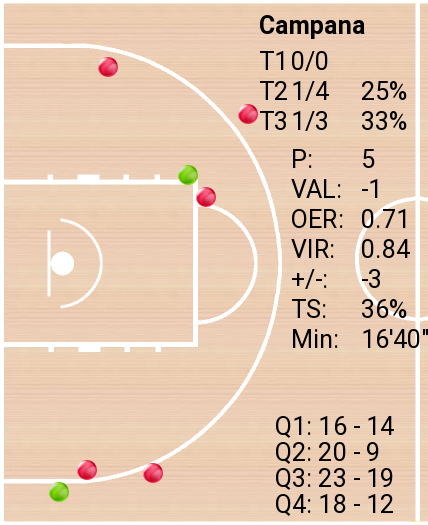 Campana
T1 0/0
T2 1/4 25%
T3 1/3 33%
P: 5
VAL: -1
OER: 0.71
VIR: 0.84
+/-: -3
TS: 36%
Min: 16'40"
Q1: 16 - 14
Q2: 20 - 9
Q3: 23 - 19
Q4: 18 - 12